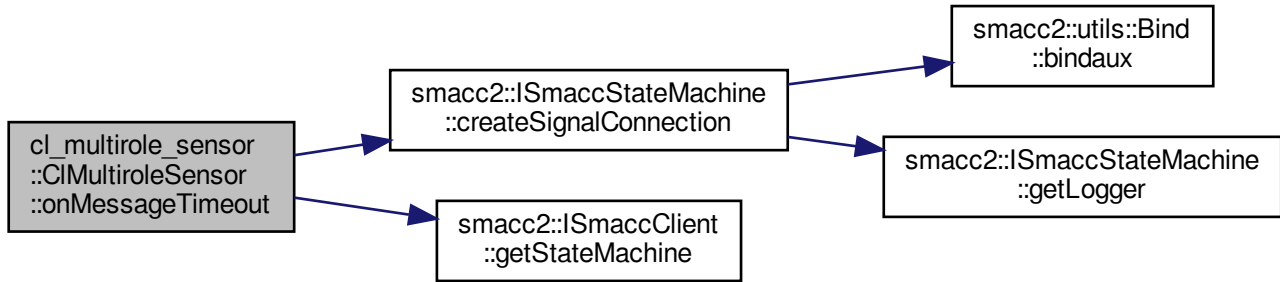 cl_multirole_sensor
::ClMultiroleSensor
::onMessageTimeout
smacc2::ISmaccStateMachine
::createSignalConnection
smacc2::utils::Bind
::bindaux
smacc2::ISmaccStateMachine
::getLogger
smacc2::ISmaccClient
::getStateMachine